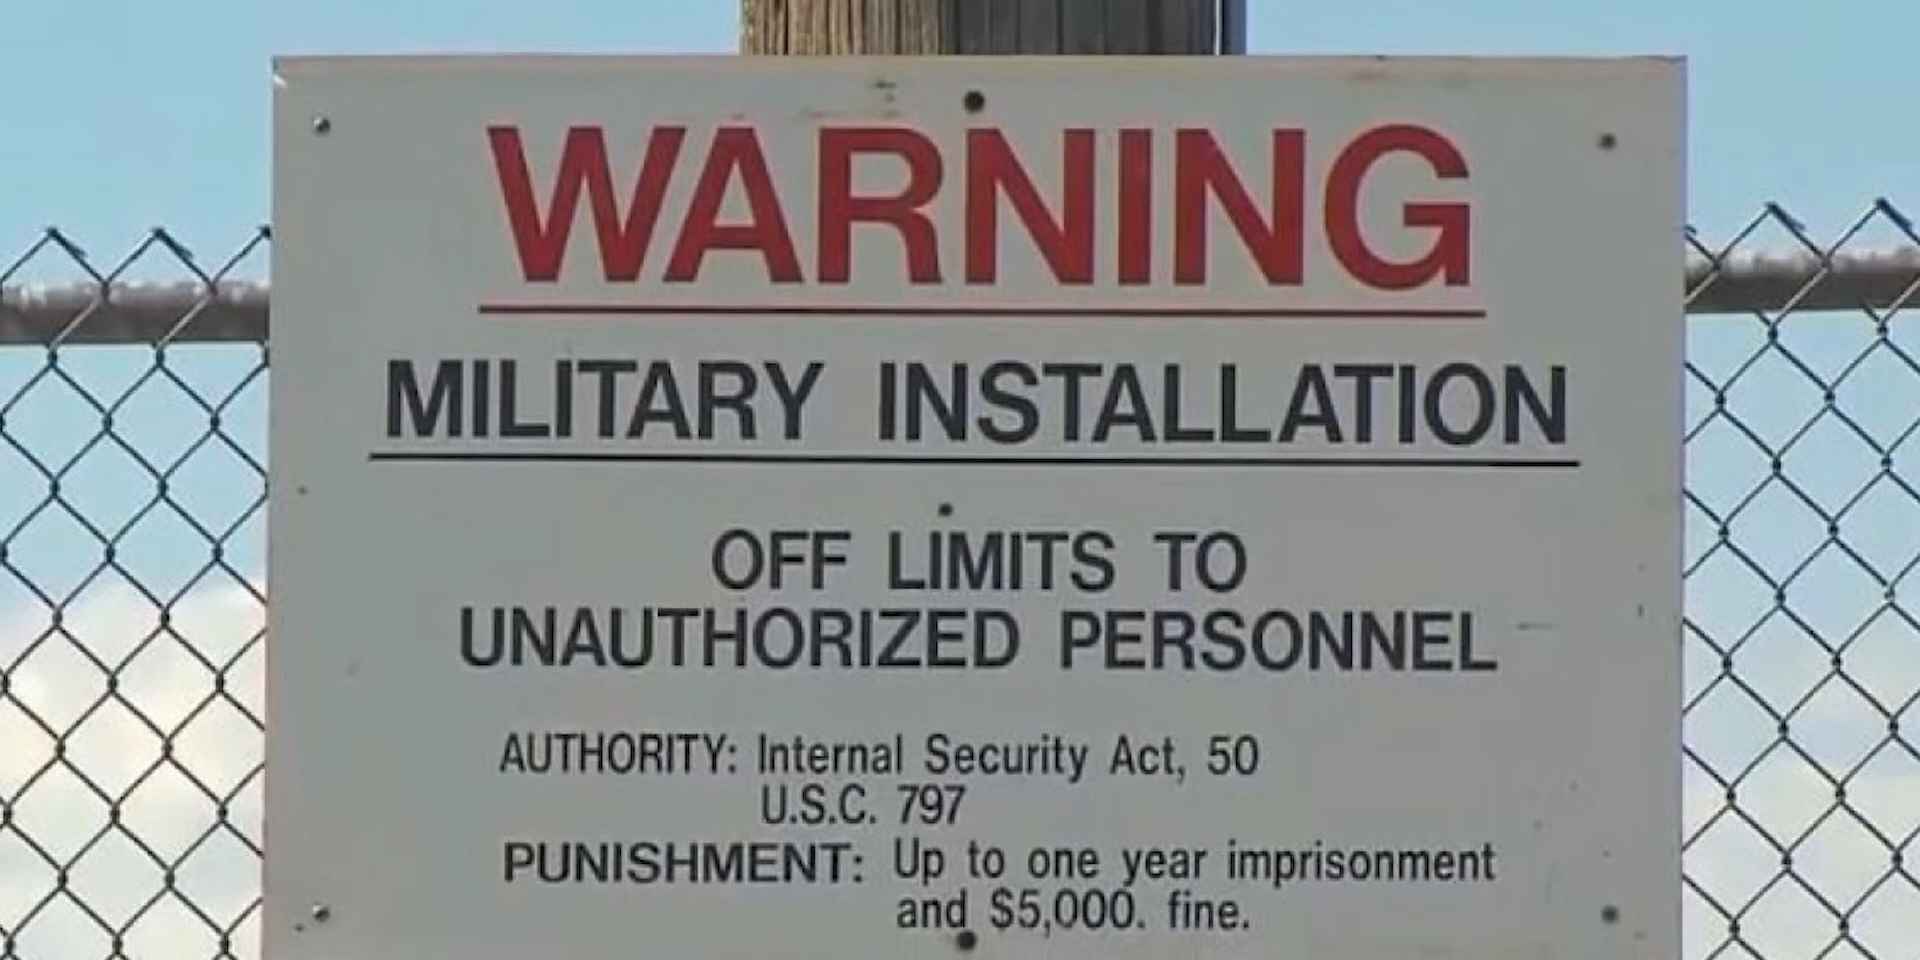 WARNING
MILITARY INSTALLATION
OFF LIMITS TO
UNAUTHORIZED PERSONNEL
AUTHORITY: Internal Security Act, 50
U.S.C. 797
PUNISHMENT: Up to one year imprisonment
and $5,000. fine.